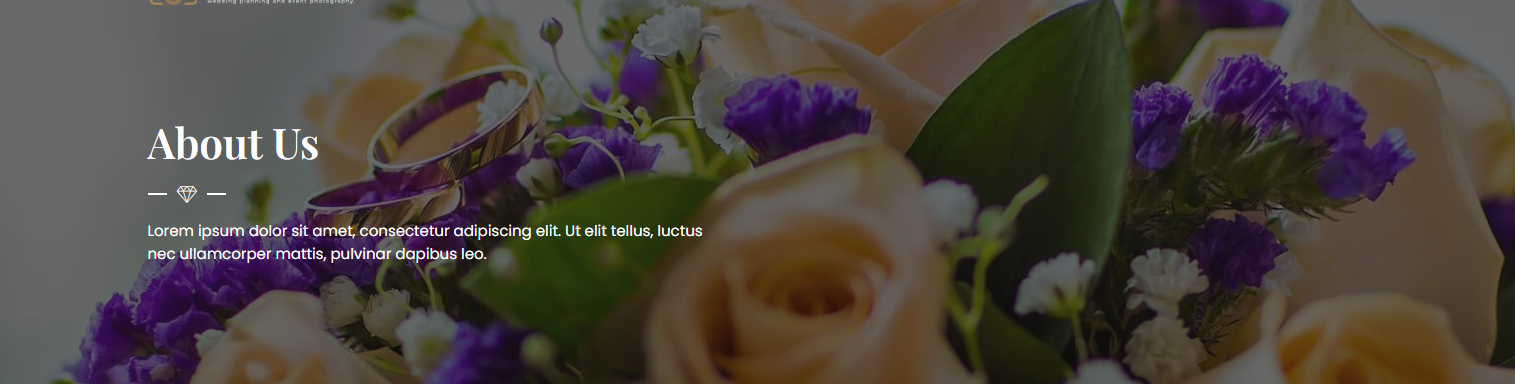 wedding planning and event photography.
About Us
Lorem ipsum dolor sit amet, consectetur adipiscing elit. Ut elit tellus, luctus
nec ullamcorper mattis, pulvinar dapibus leo.